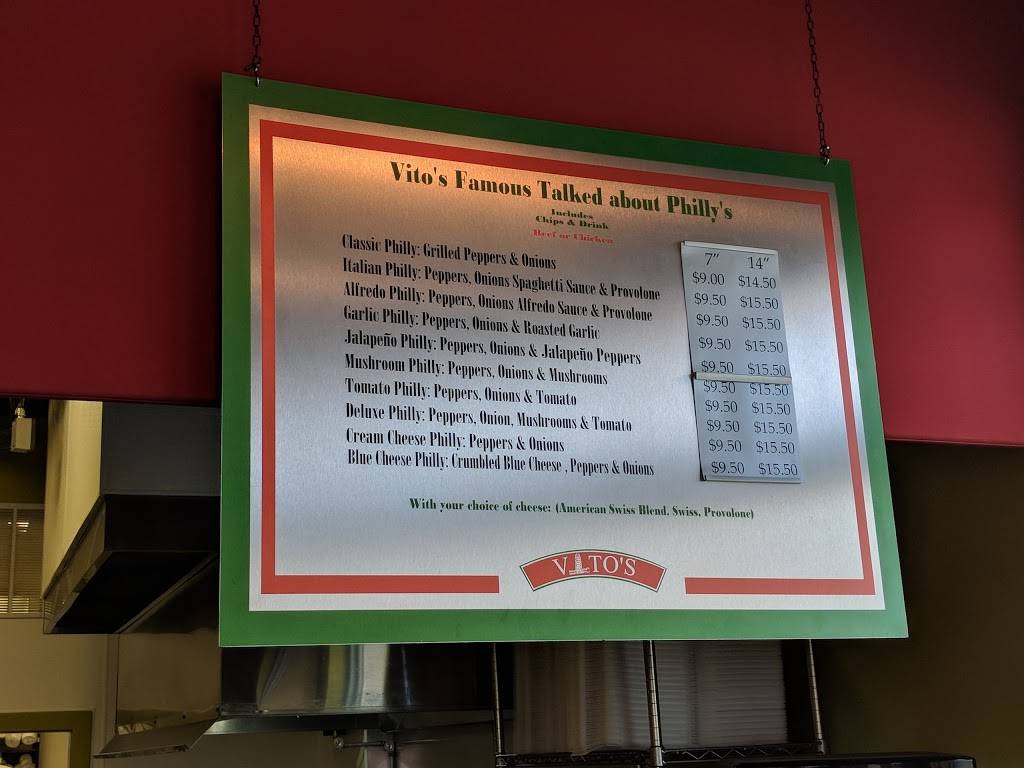 Vito's Famous Talked about Philly's
Includes
Chips & Drink
Beef or Chicken
7" 14"
Classic Philly: Grilled Peppers & Onions $9.00 $14.50
Italian Philly: Peppers, Onions Spaghetti Sauce & Provolone $9.50 $15.50
Alfredo Philly: Peppers, Onions Alfredo Sauce & Provolone $9.50 $15.50
Garlic Philly: Peppers, Onions & Roasted Garlic $9.50 $15.50
Jalapeño Philly: Peppers, Onions & Jalapeño Peppers $9.50 $15.50
Mushroom Philly: Peppers, Onions & Mushrooms $9.50 $15.50
Tomato Philly: Peppers, Onions & Tomato $9.50 $15.50
Deluxe Philly: Peppers, Onion, Mushrooms & Tomato $9.50 $15.50
Cream Cheese Philly: Peppers & Onions $9.50 $15.50
Blue Cheese Philly: Crumbled Blue Cheese , Peppers & Onions $9.50 $15.50
With your choice of cheese: (American Swiss Blend, Swiss, Provolone)
VITO'S